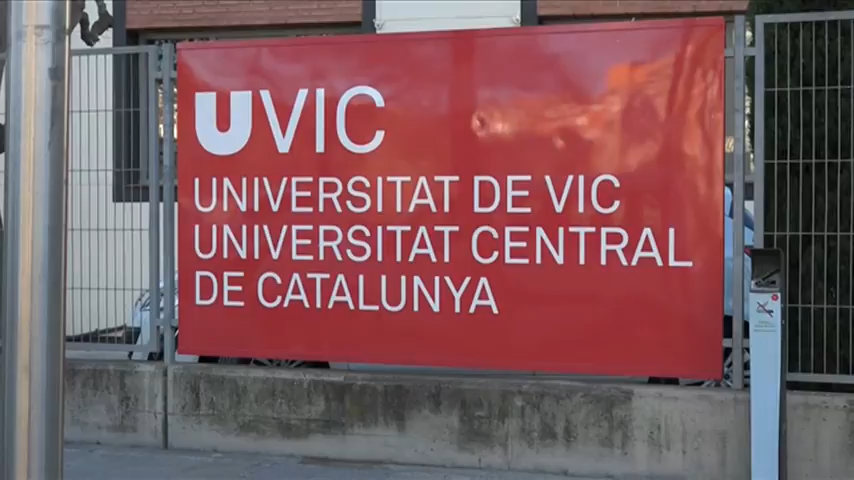 UVIC
UNIVERSITAT DE VIC
UNIVERSITAT CENTRAL
DE CATALUNYA